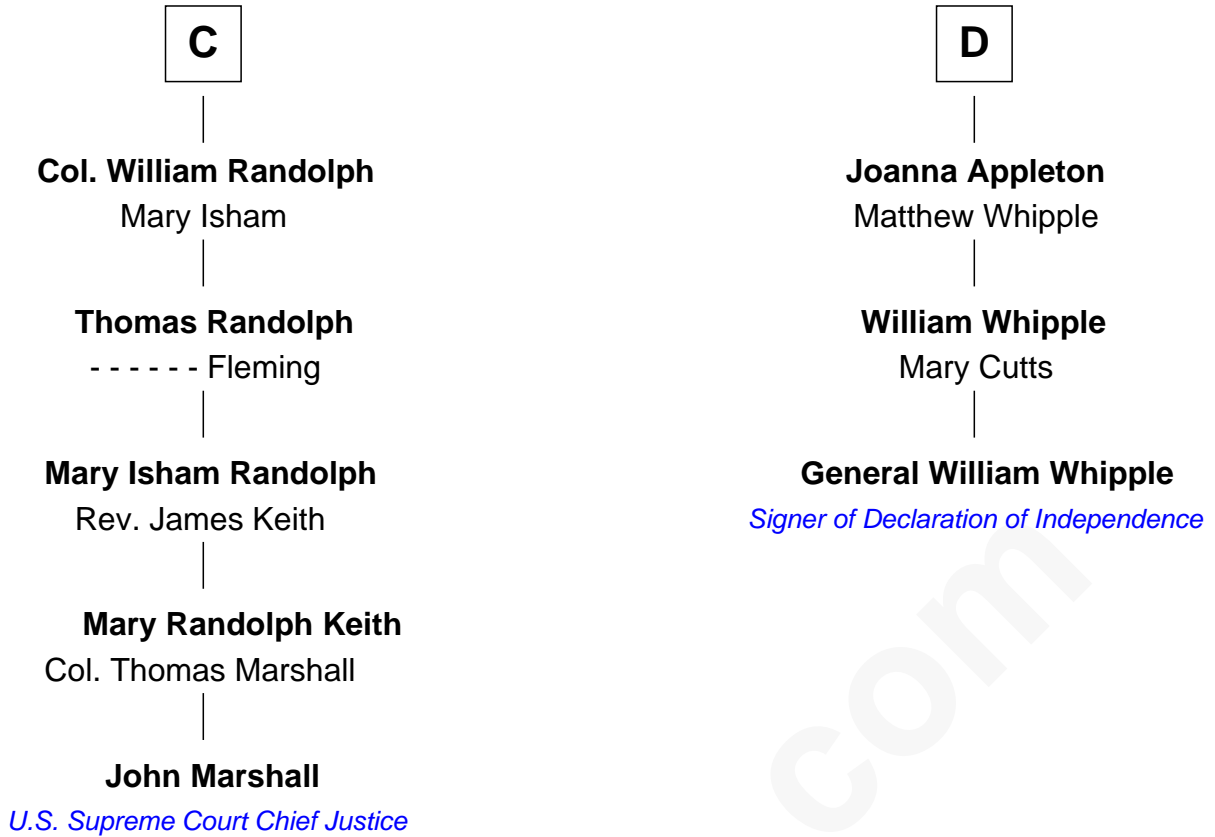 C
Col. William Randolph
Mary Isham
Thomas Randolph
- - - - - - Fleming
Mary Isham Randolph
Rev. James Keith
Mary Randolph Keith
Col. Thomas Marshall
John Marshall
U.S. Supreme Court Chief Justice
D
Joanna Appleton
Matthew Whipple
William Whipple
Mary Cutts
General William Whipple
Signer of Declaration of Independence
com